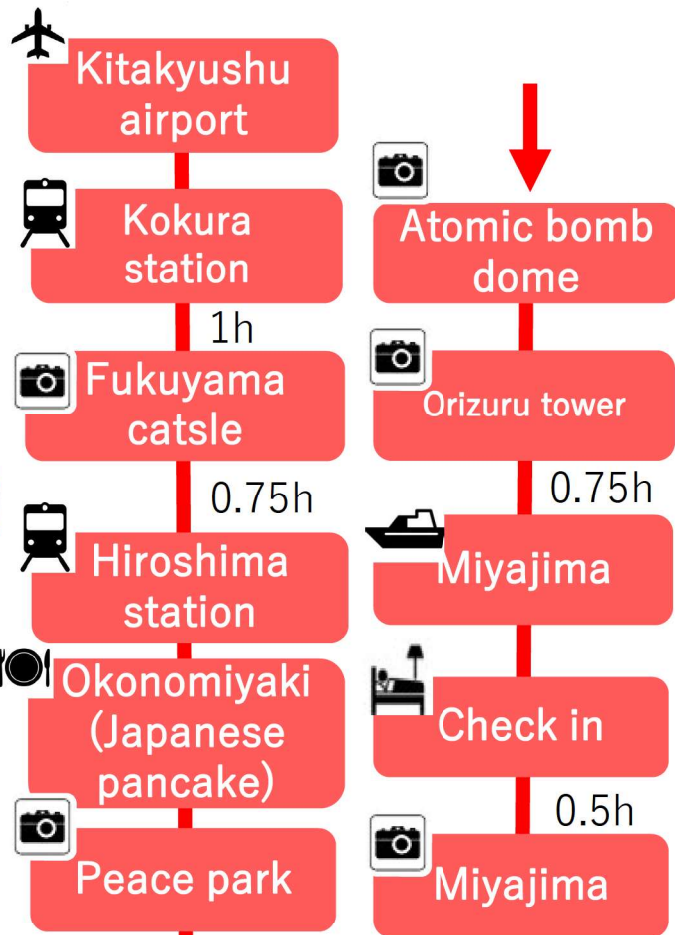 Kitakyushu
airport
Kokura
station
1h
Fukuyama
catsle
0.75h
Hiroshima
station
Okonomiyaki
(Japanese
pancake)
Peace park
Atomic bomb
dome
Orizuru tower
0.75h
Miyajima
Check in
0.5h
Miyajima